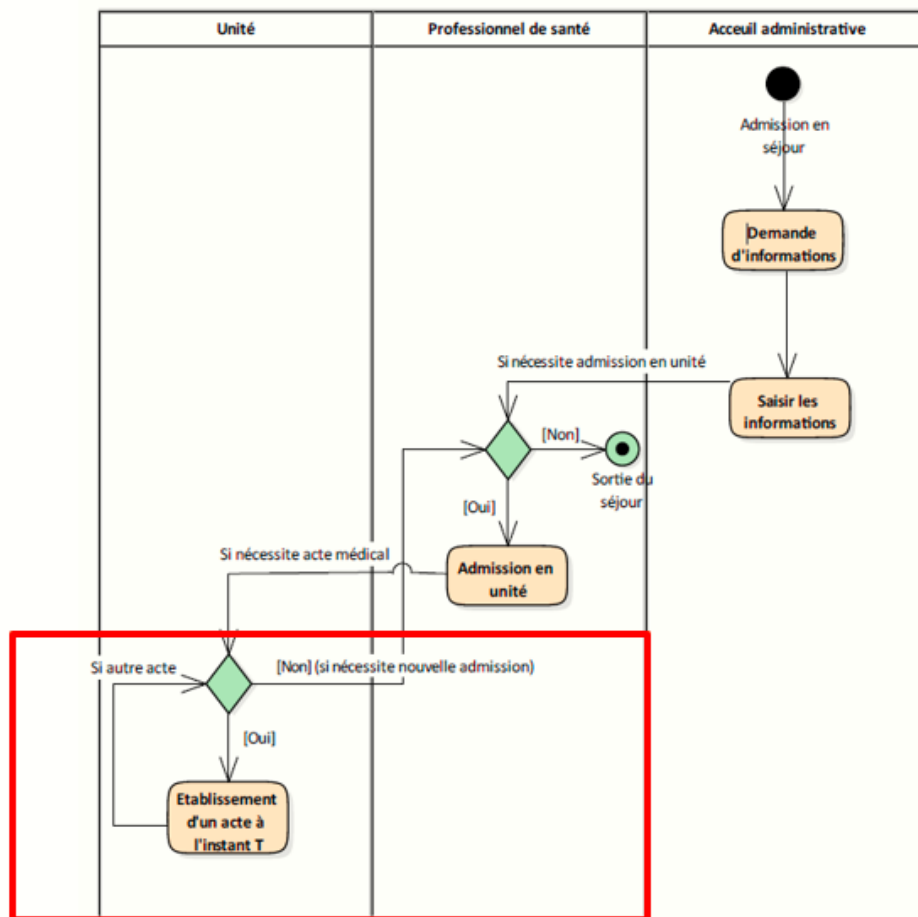 Unité
Professionnel de santé
Acceuil administrative
Admission en
séjour
Demande
d'informations
Si nécessite admission en unité
Saisir les
informations
[Non]
Sortie du
séjour
[Oui]
Si nécessite acte médical
Admission en
unité
Si autre acte
[Non] (si nécessite nouvelle admission)
[Oui]
Etablissement
d'un acte à
l'instant T